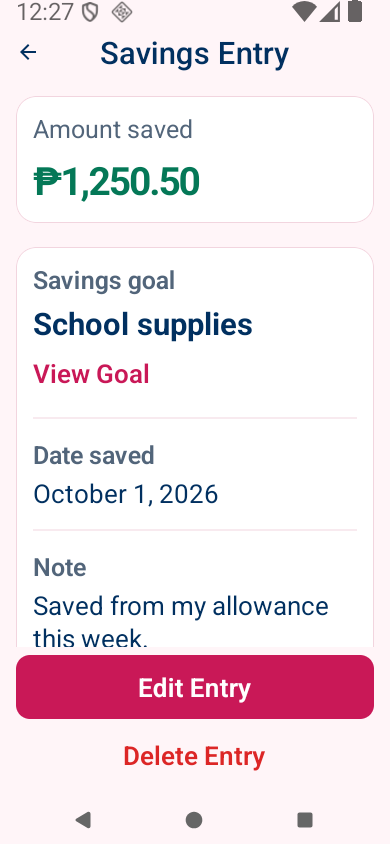 12:27
Savings Entry
Amount saved
₱1,250.50
Savings goal
School supplies
View Goal
Date saved
October 1, 2026
Note
Saved from my allowance
this week.
Edit Entry
Delete Entry